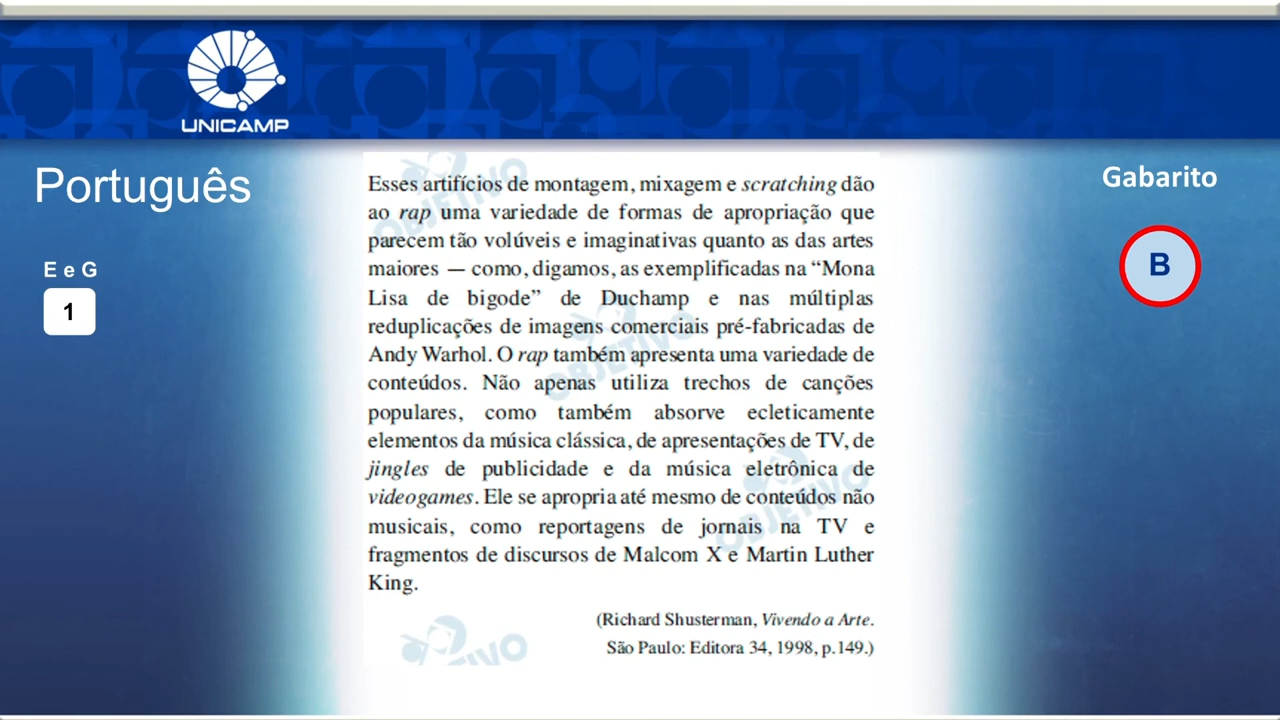 UNICAMP
Português
E e G
1
Gabarito
B
Esses artifícios de montagem, mixagem e scratching dão
ao rap uma variedade de formas de apropriação que
parecem tão volúveis e imaginativas quanto as das artes
maiores — como, digamos, as exemplificadas na “Mona
Lisa de bigode” de Duchamp e nas múltiplas
reduplicações de imagens comerciais pré-fabricadas de
Andy Warhol. O rap também apresenta uma variedade de
conteúdos. Não apenas utiliza trechos de canções
populares, como também absorve ecleticamente
elementos da música clássica, de apresentações de TV, de
jingles de publicidade e da música eletrônica de
videogames. Ele se apropria até mesmo de conteúdos não
musicais, como reportagens de jornais na TV e
fragmentos de discursos de Malcom X e Martin Luther
King.
(Richard Shusterman, Vivendo a Arte.
São Paulo: Editora 34, 1998, p.149.)
OBJETIVO
OBJETIVO
OBJETIVO